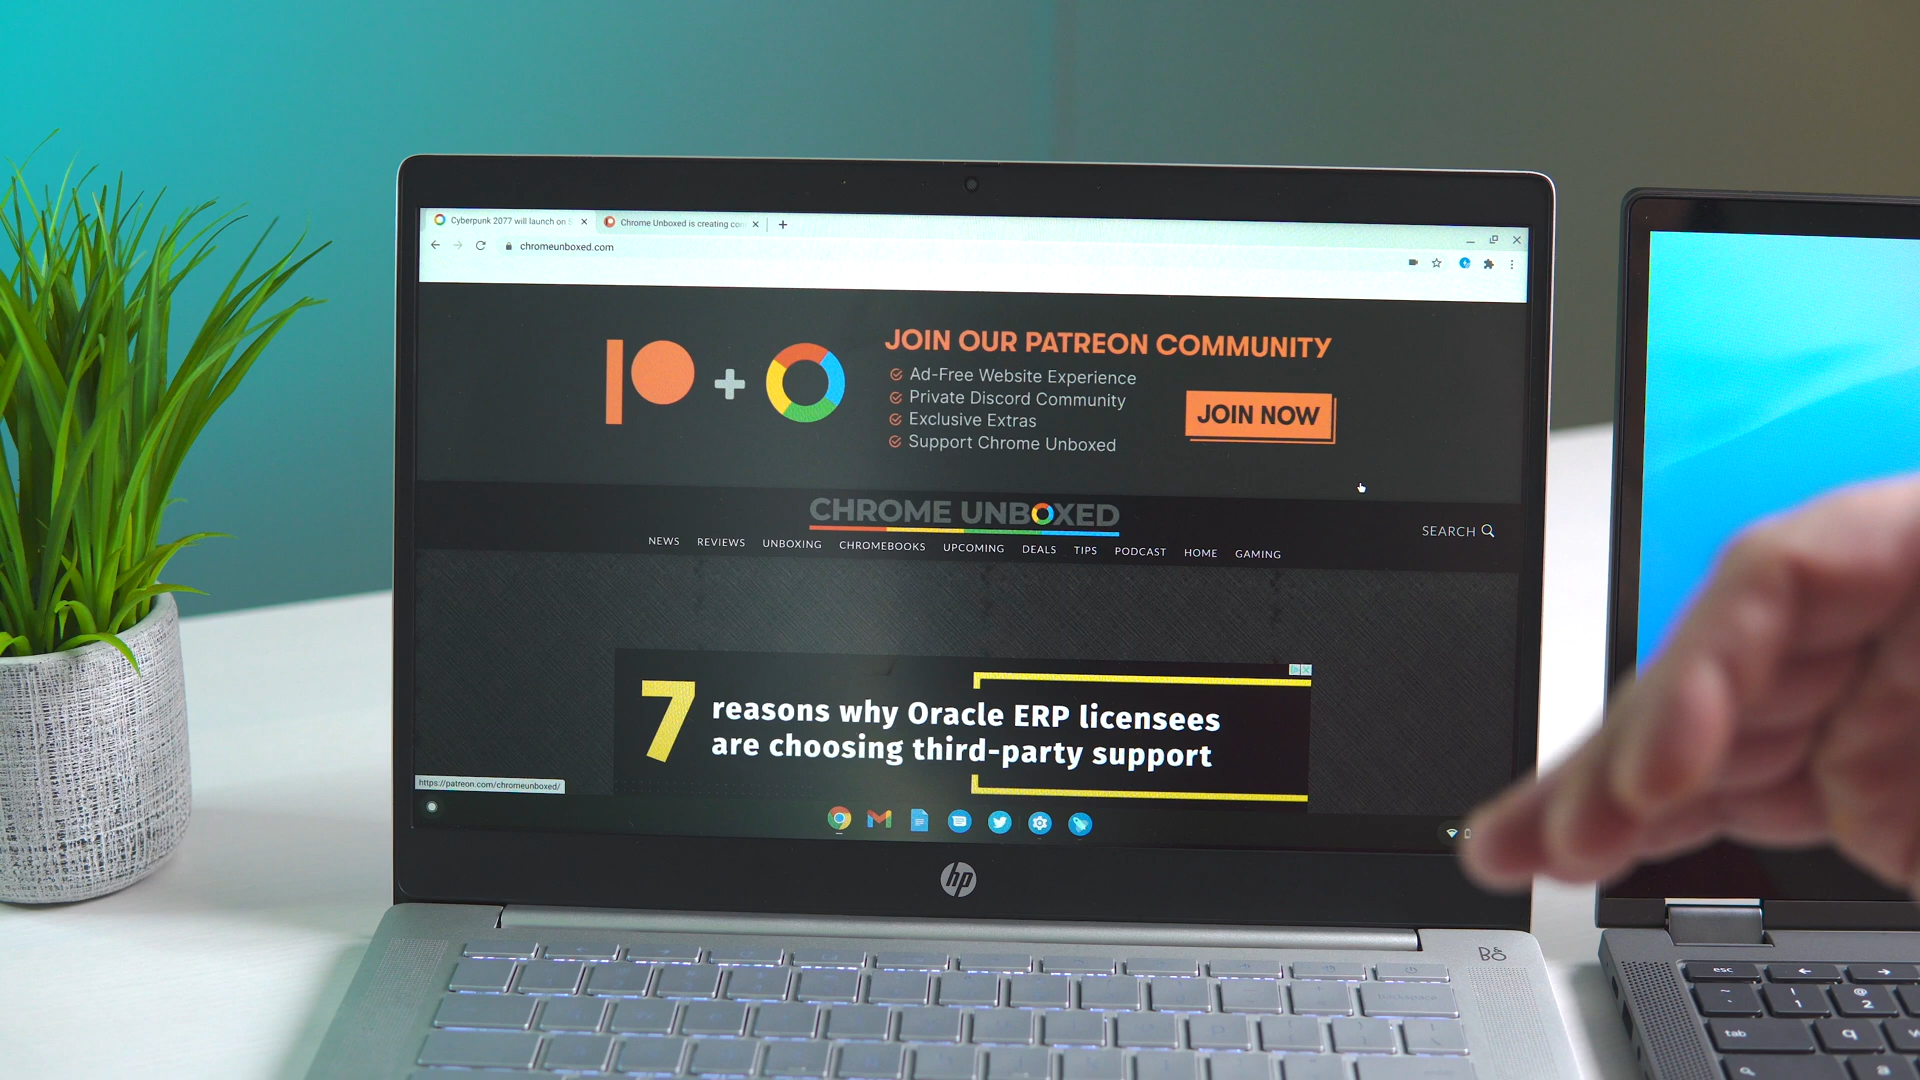 Cyberpunk 2077 will launch on S
Chrome Unboxed is creating con
chromeunboxed.com
JOIN OUR PATREON COMMUNITY
Ad-Free Website Experience
Private Discord Community
Exclusive Extras
Support Chrome Unboxed
JOIN NOW
CHROME UNBOXED
SEARCH
NEWS REVIEWS UNBOXING CHROMEBOOKS UPCOMING DEALS TIPS PODCAST HOME GAMING
7 reasons why Oracle ERP licensees
are choosing third-party support
https://patreon.com/chromeunboxed/
hp
B&O
backspace
esc
~ ! @
` 1 2
tab q
a